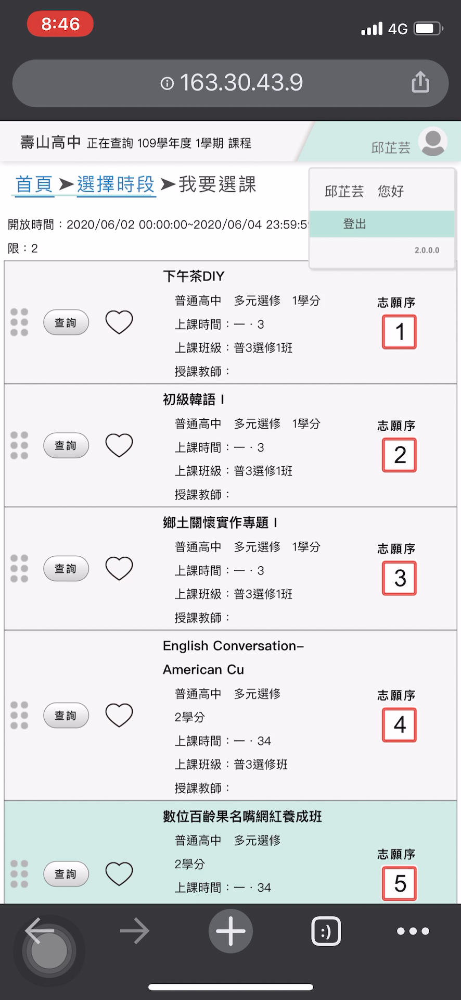 8:46
4G
163.30.43.9
壽山高中 正在查詢 109學年度 1學期 課程
邱芷芸
首頁 ➤ 選擇時段 ➤ 我要選課
邱芷芸 您好
登出
2.0.0.0
開放時間：2020/06/02 00:00:00~2020/06/04 23:59:5
限：2
下午茶DIY
普通高中 多元選修 1學分
上課時間：一．3
上課班級：普3選修1班
授課教師：
查詢
志願序
1
初級韓語 I
普通高中 多元選修 1學分
上課時間：一．3
上課班級：普3選修1班
授課教師：
查詢
志願序
2
鄉土關懷實作專題 I
普通高中 多元選修 1學分
上課時間：一．3
上課班級：普3選修1班
授課教師：
查詢
志願序
3
English Conversation-
American Cu
普通高中 多元選修
2學分
上課時間：一．34
上課班級：普3選修班
授課教師：
查詢
志願序
4
數位百齡果名嘴網紅養成班
普通高中 多元選修
2學分
上課時間：一．34
查詢
志願序
5
:)